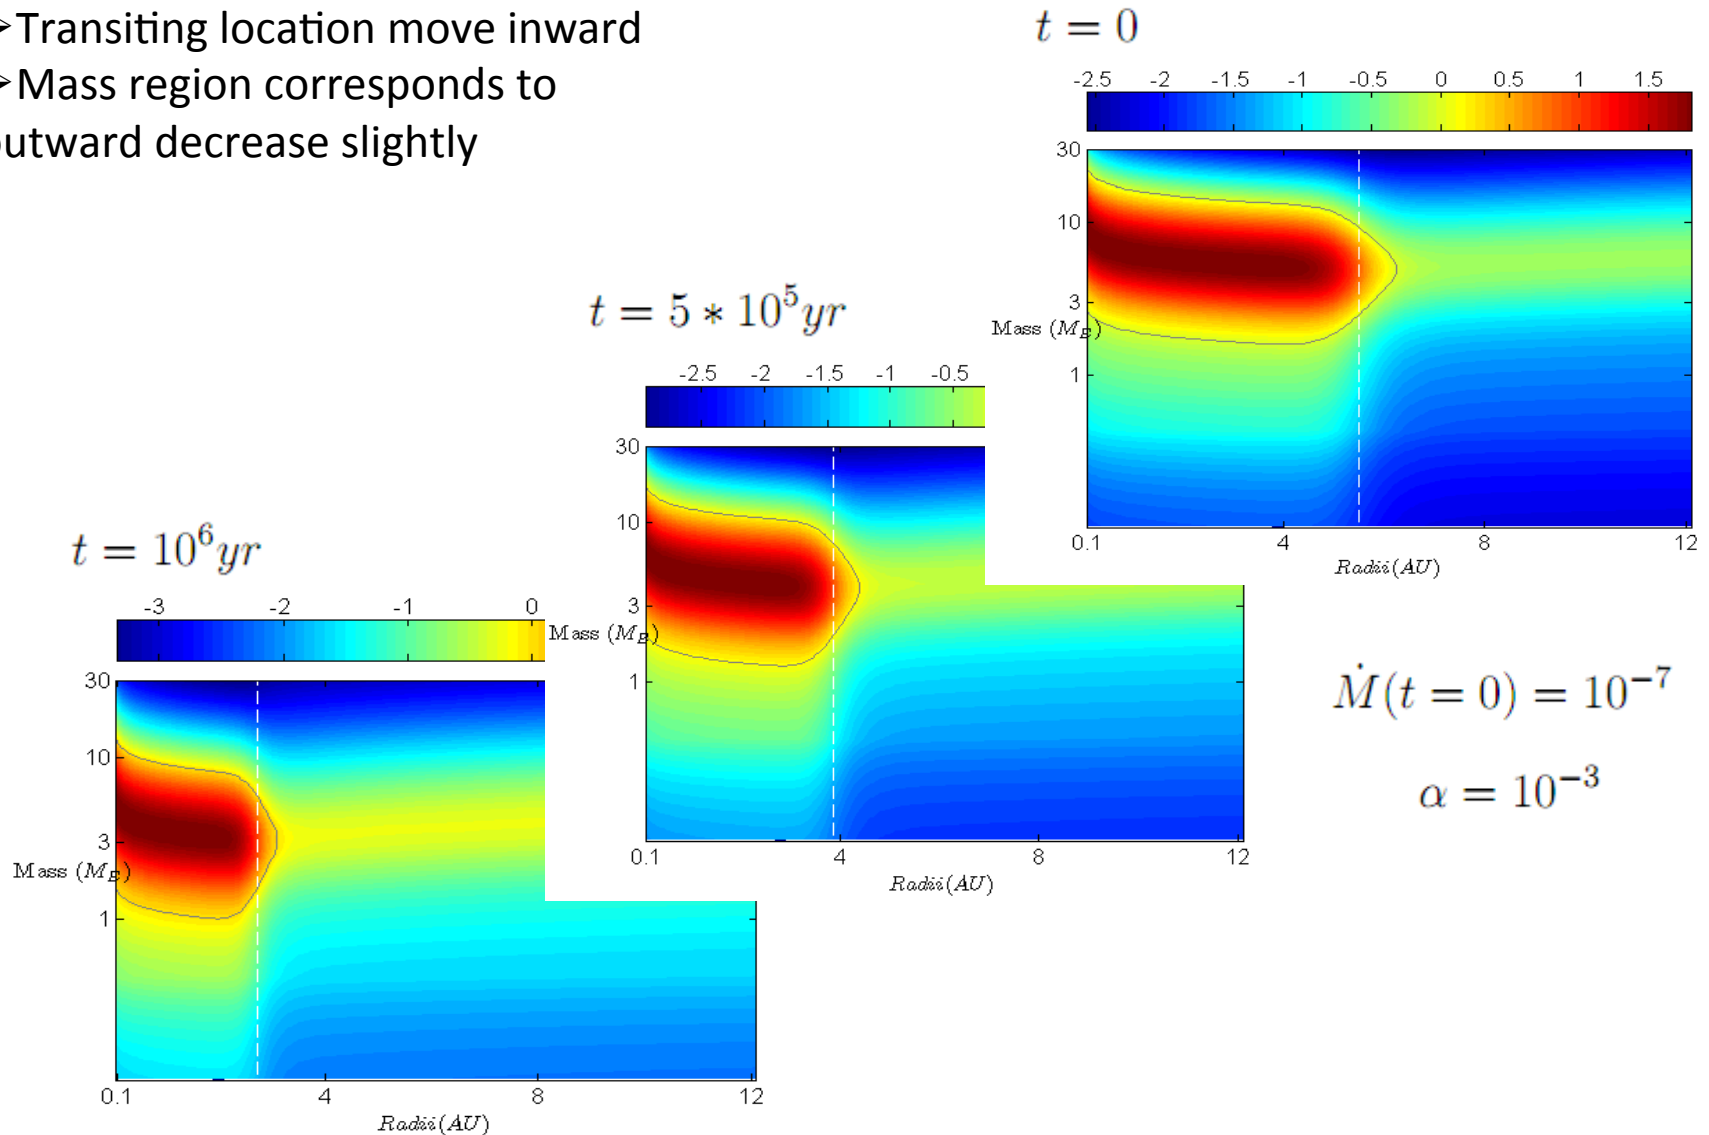 ➢Transiting location move inward
➢Mass region corresponds to
outward decrease slightly
t = 0
-2.5 -2 -1.5 -1 -0.5 0 0.5 1 1.5
30
10
3
Mass (M_E)
1
0.1 4 8 12
Radii(AU)
t = 5 * 10^5 yr
-2.5 -2 -1.5 -1 -0.5
30
10
3
Mass (M_E)
1
0.1 4 8 12
Radii(AU)
t = 10^6 yr
-3 -2 -1 0
30
10
3
Mass (M_E)
1
0.1 4 8 12
Radii(AU)
Ṁ(t = 0) = 10^−7
α = 10^−3